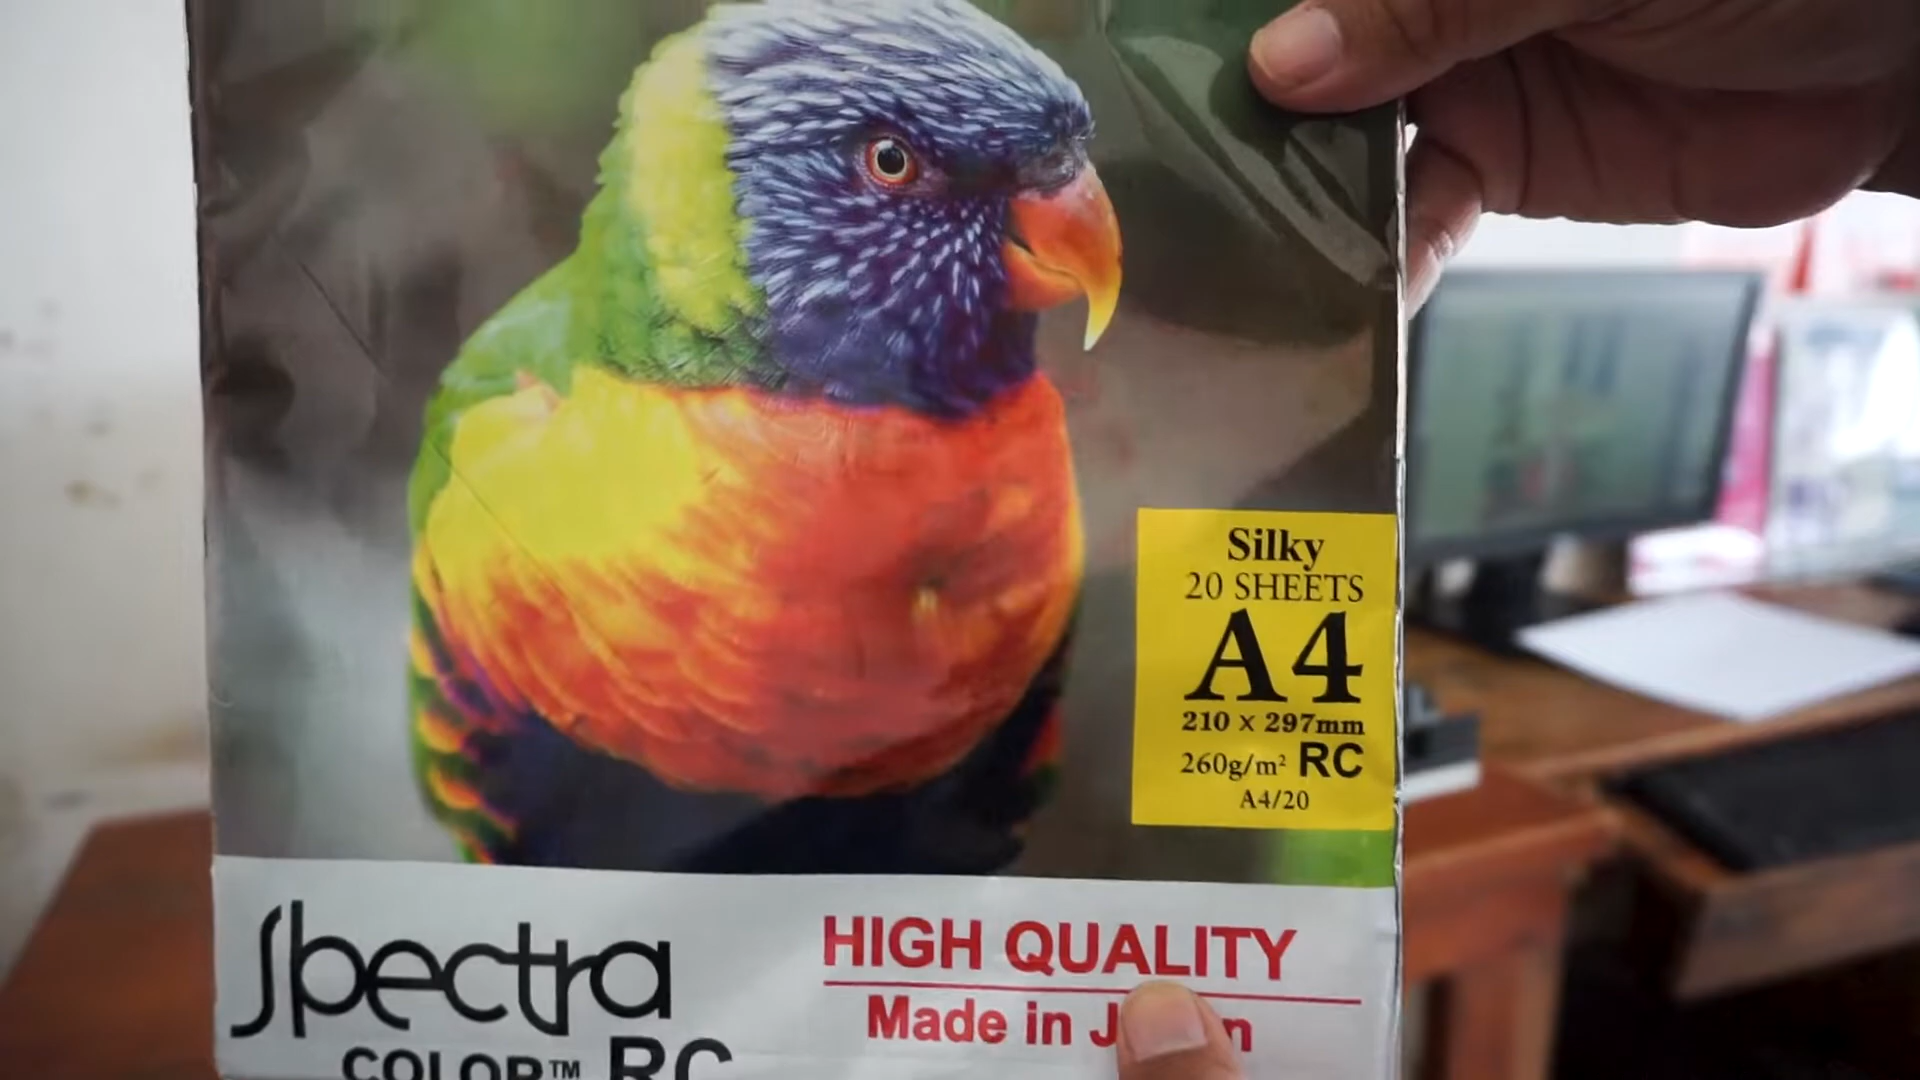 Silky
20 SHEETS
A4
210 x 297mm
260g/m² RC
A4/20
Spectra
COLOR™ RC
HIGH QUALITY
Made in